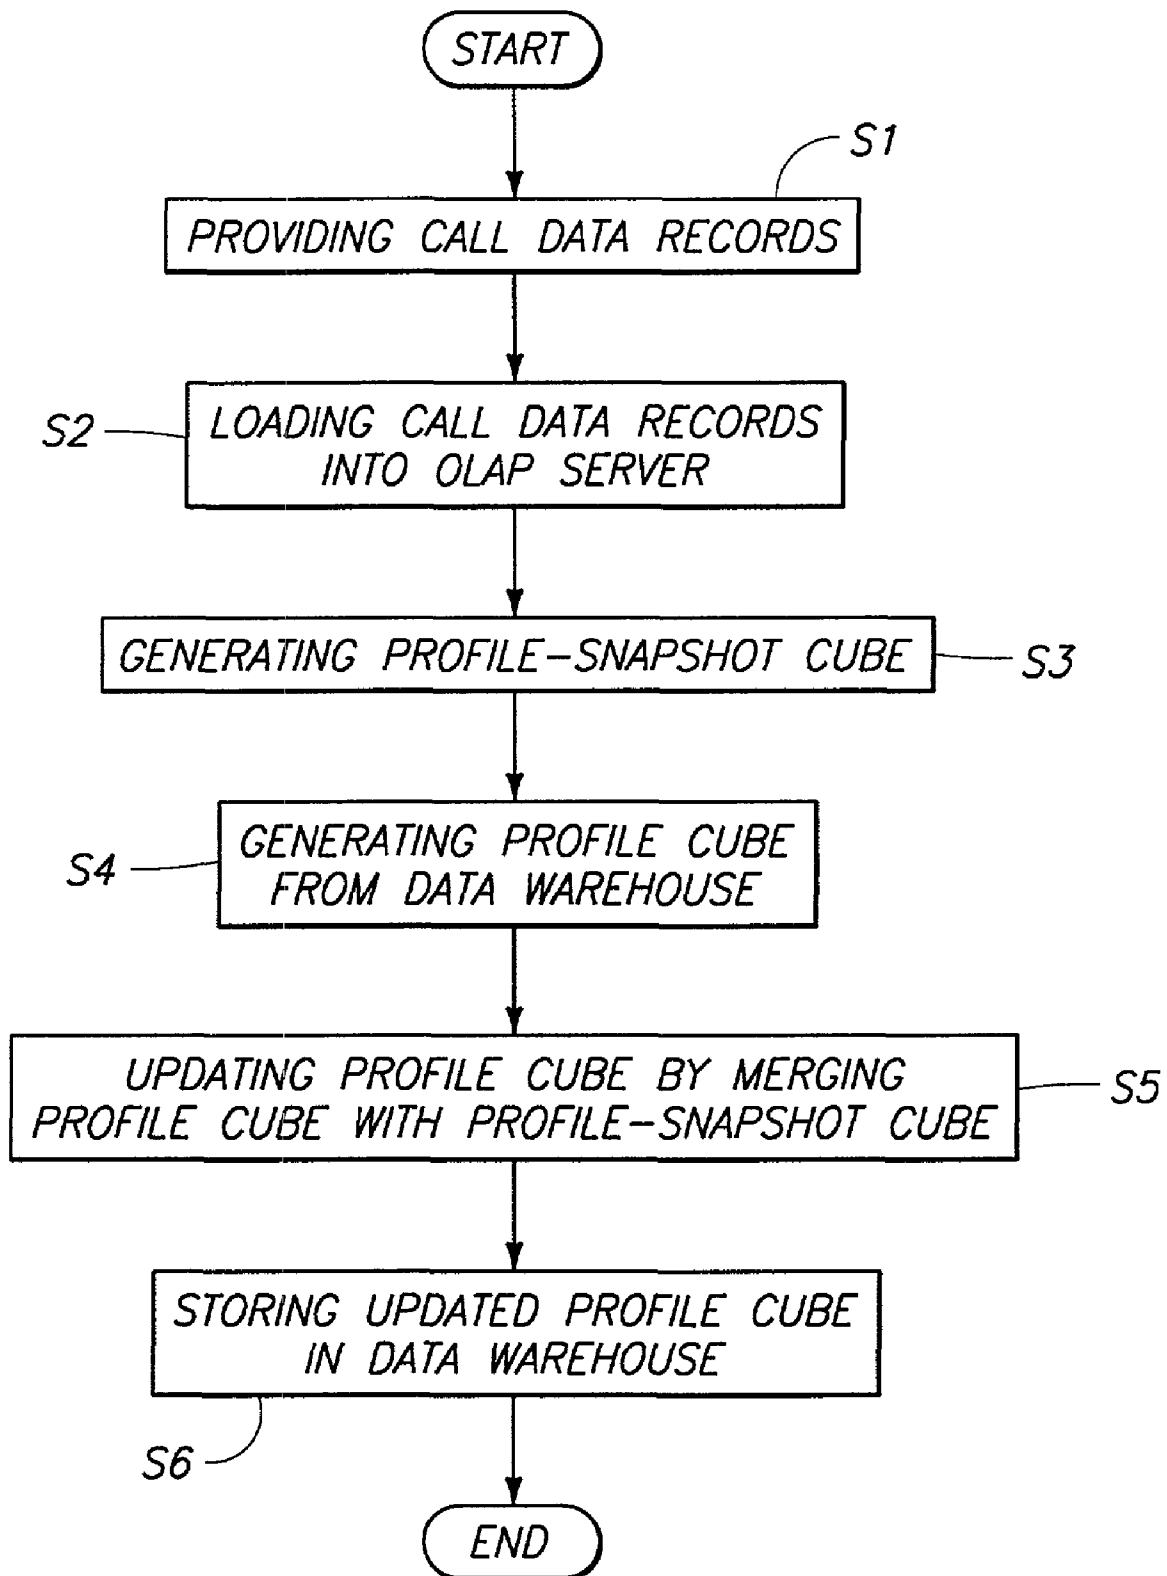 START
S1
PROVIDING CALL DATA RECORDS
S2
LOADING CALL DATA RECORDS
INTO OLAP SERVER
GENERATING PROFILE-SNAPSHOT CUBE
S3
GENERATING PROFILE CUBE
FROM DATA WAREHOUSE
S4
UPDATING PROFILE CUBE BY MERGING
PROFILE CUBE WITH PROFILE-SNAPSHOT CUBE
S5
STORING UPDATED PROFILE CUBE
IN DATA WAREHOUSE
S6
END